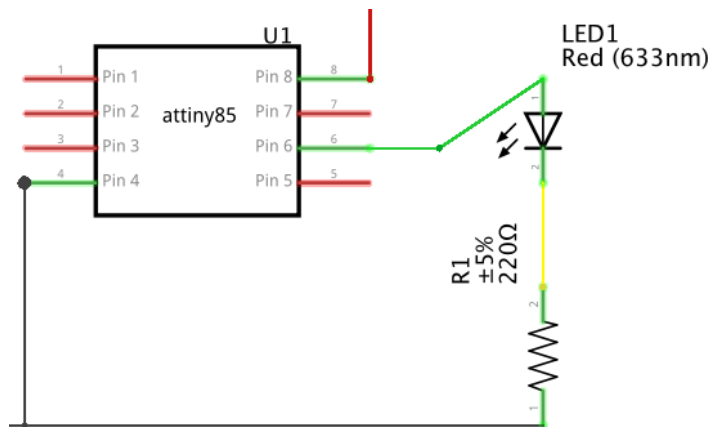 U1
LED1
Red (633nm)
1 Pin 1
Pin 8 8
2 Pin 2
Pin 7 7
attiny85
3 Pin 3
Pin 6 6
4 Pin 4
Pin 5 5
1
2
R1
±5%
220Ω
2
1